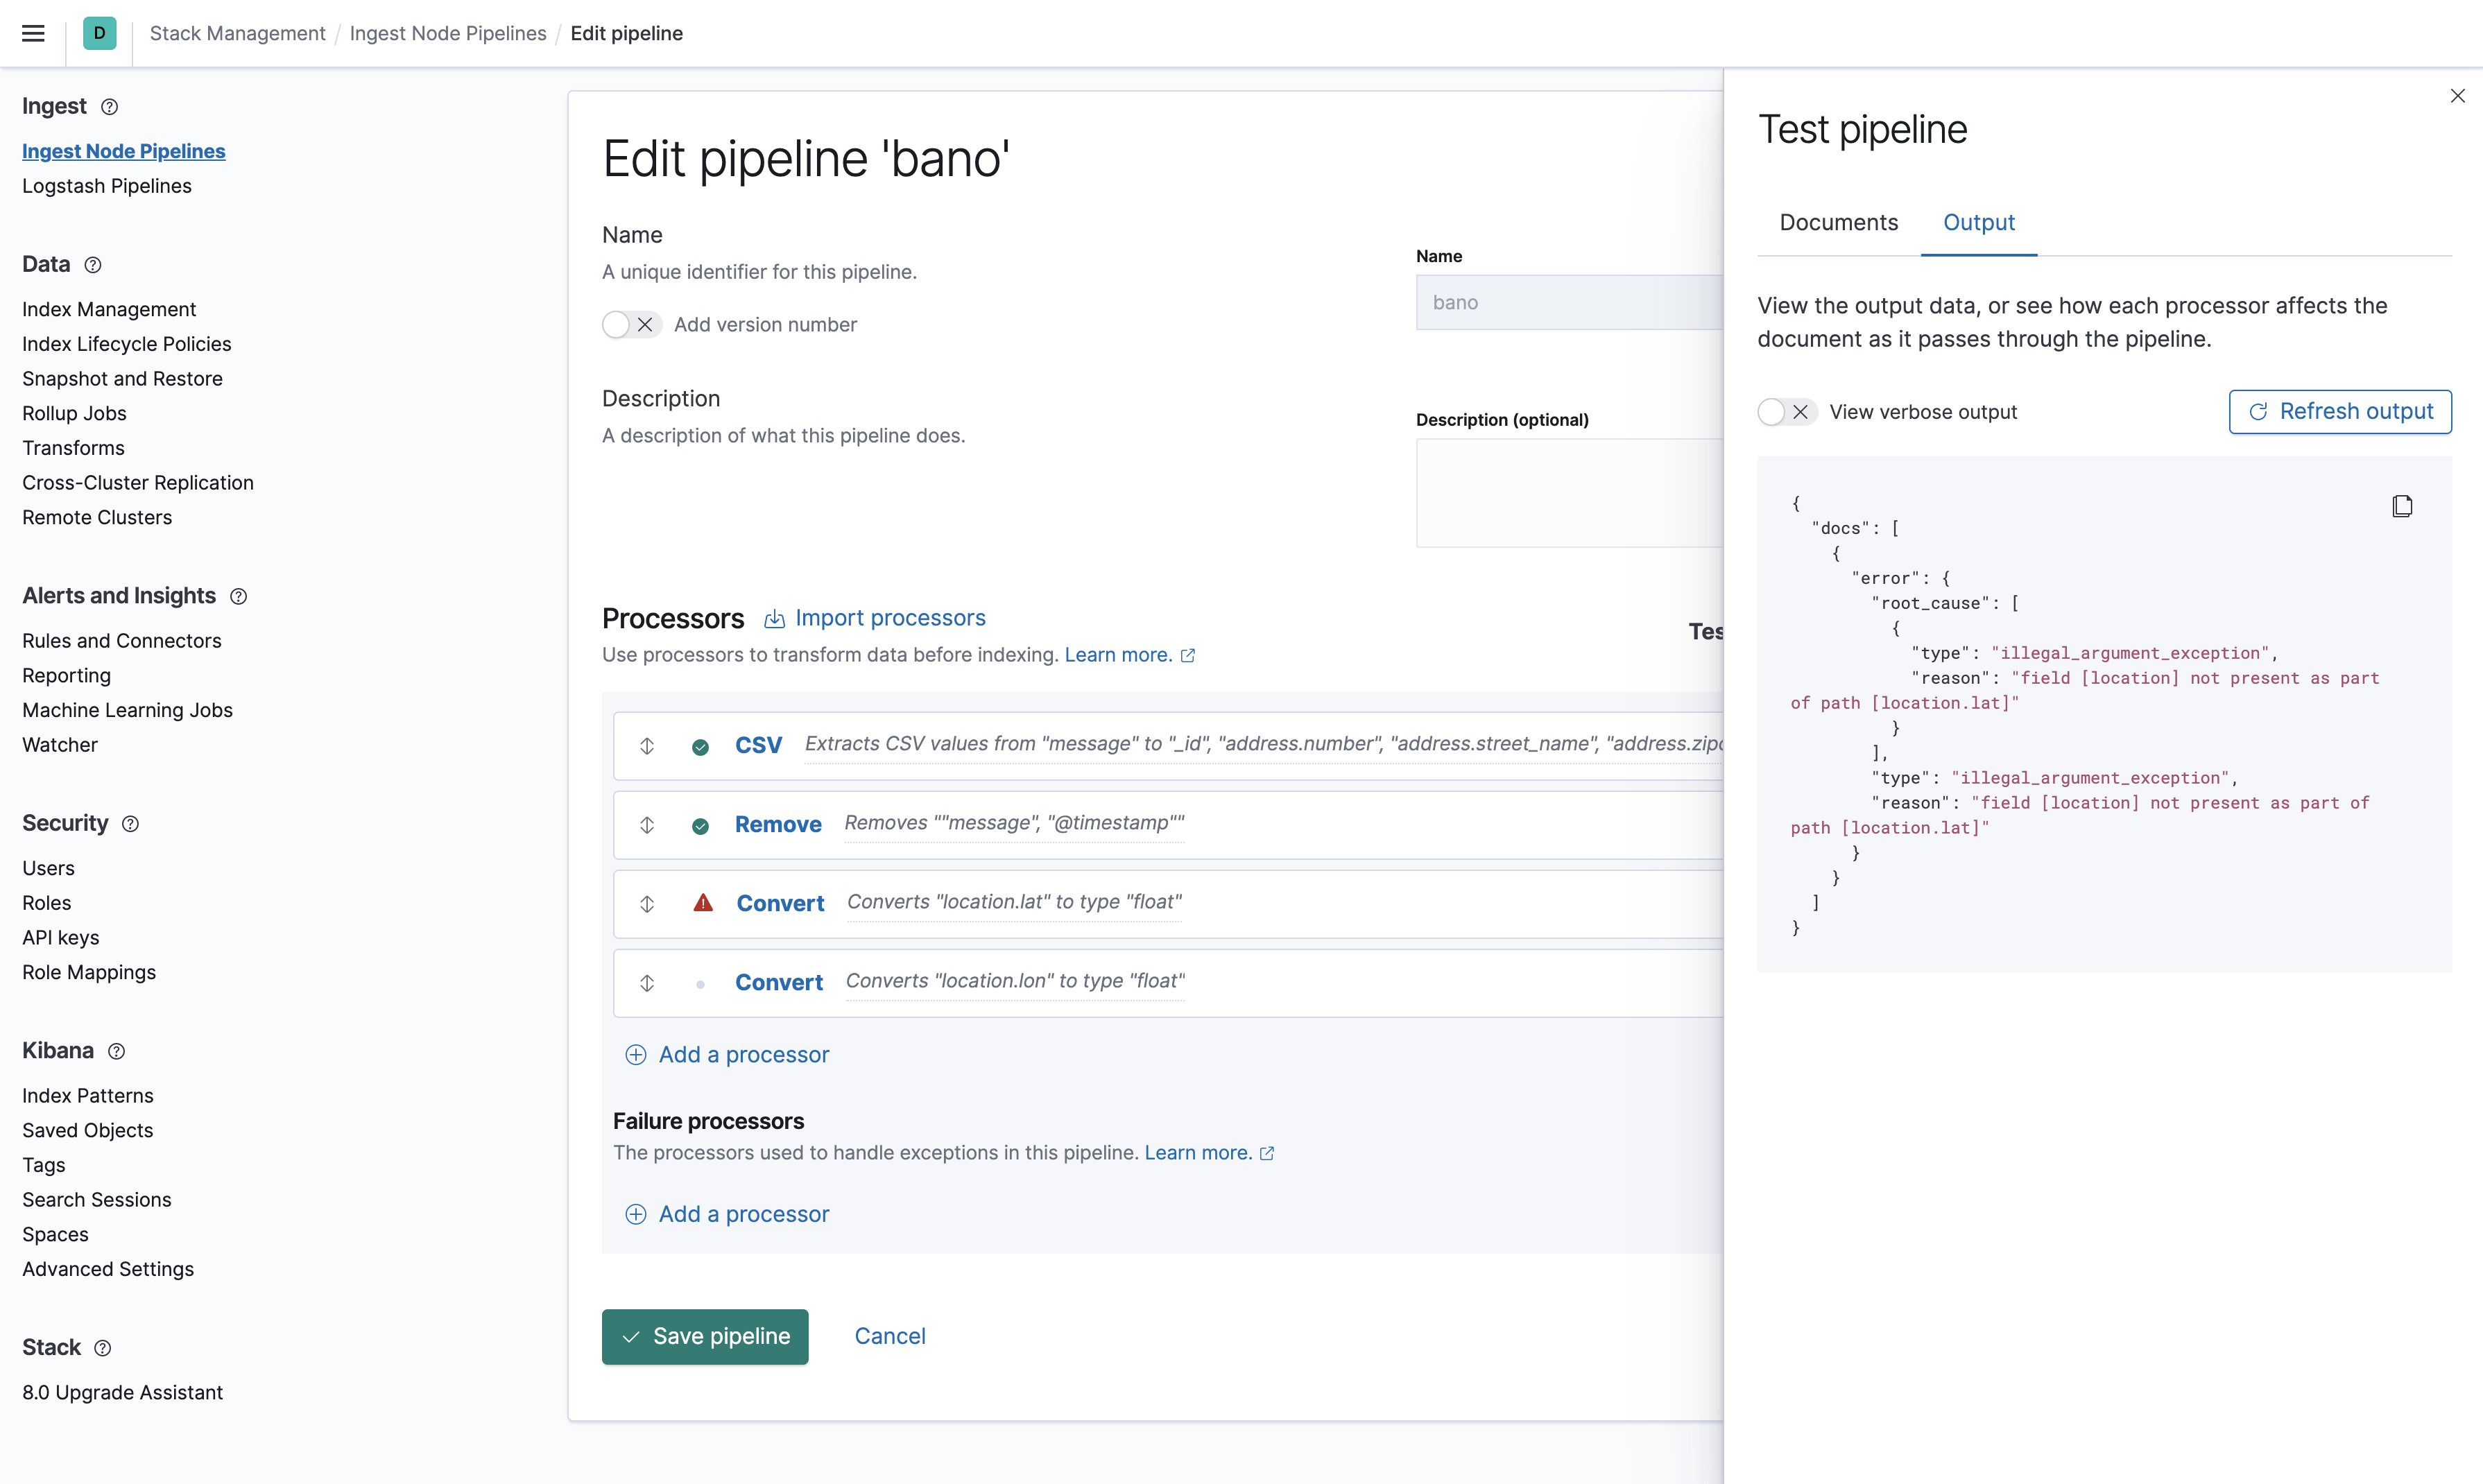 D
Stack Management / Ingest Node Pipelines / Edit pipeline
Ingest
Ingest Node Pipelines
Logstash Pipelines
Data
Index Management
Index Lifecycle Policies
Snapshot and Restore
Rollup Jobs
Transforms
Cross-Cluster Replication
Remote Clusters
Alerts and Insights
Rules and Connectors
Reporting
Machine Learning Jobs
Watcher
Security
Users
Roles
API keys
Role Mappings
Kibana
Index Patterns
Saved Objects
Tags
Search Sessions
Spaces
Advanced Settings
Stack
8.0 Upgrade Assistant
Edit pipeline 'bano'
Name
A unique identifier for this pipeline.
Add version number
Name
bano
Description
A description of what this pipeline does.
Description (optional)
Processors
Import processors
Use processors to transform data before indexing. Learn more.
Tes
CSV Extracts CSV values from "message" to "_id", "address.number", "address.street_name", "address.zipc
Remove Removes ""message", "@timestamp""
Convert Converts "location.lat" to type "float"
Convert Converts "location.lon" to type "float"
Add a processor
Failure processors
The processors used to handle exceptions in this pipeline. Learn more.
Add a processor
Save pipeline
Cancel
Test pipeline
Documents
Output
View the output data, or see how each processor affects the
document as it passes through the pipeline.
View verbose output
Refresh output
{
"docs": [
{
"error": {
"root_cause": [
{
"type": "illegal_argument_exception",
"reason": "field [location] not present as part
of path [location.lat]"
}
],
"type": "illegal_argument_exception",
"reason": "field [location] not present as part of
path [location.lat]"
}
}
]
}